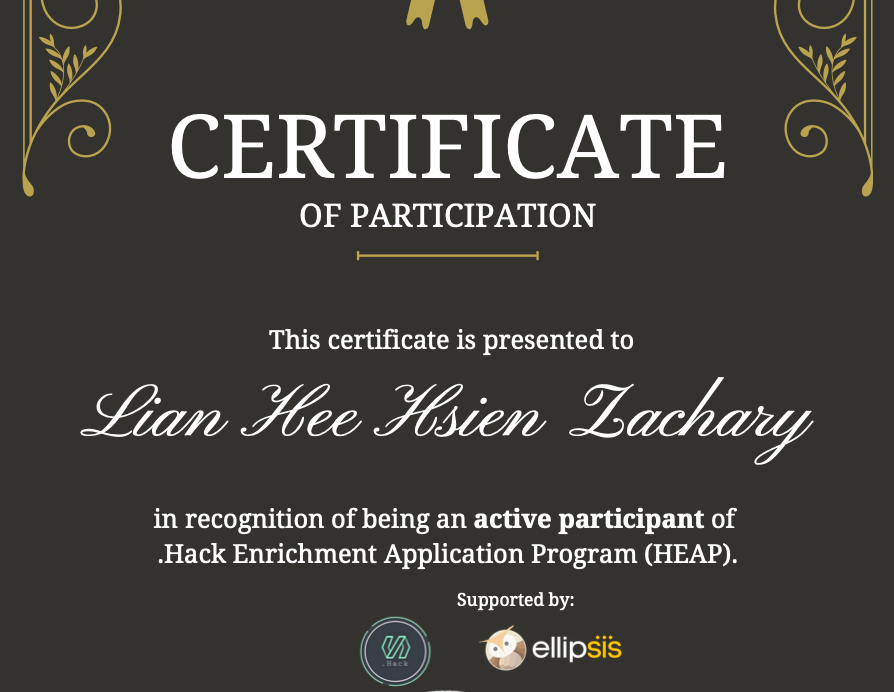 CERTIFICATE
OF PARTICIPATION
This certificate is presented to
Lian Hee Hsien Zachary
in recognition of being an active participant of
.Hack Enrichment Application Program (HEAP).
Supported by:
.Hack
ellipsis